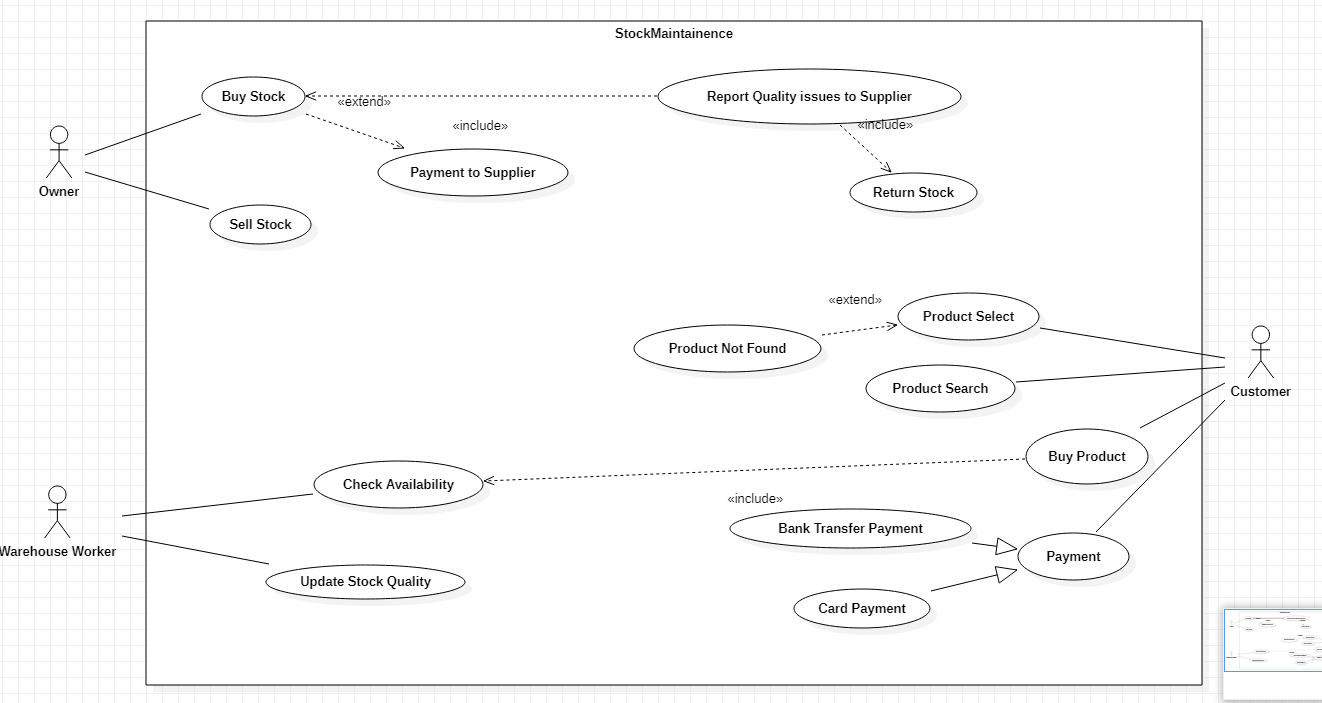 StockMaintainence
Buy Stock
«extend»
Report Quality issues to Supplier
«include»
«include»
Payment to Supplier
Return Stock
Owner
Sell Stock
«extend»
Product Select
Product Not Found
Product Search
Customer
Buy Product
Check Availability
«include»
Bank Transfer Payment
Warehouse Worker
Payment
Update Stock Quality
Card Payment